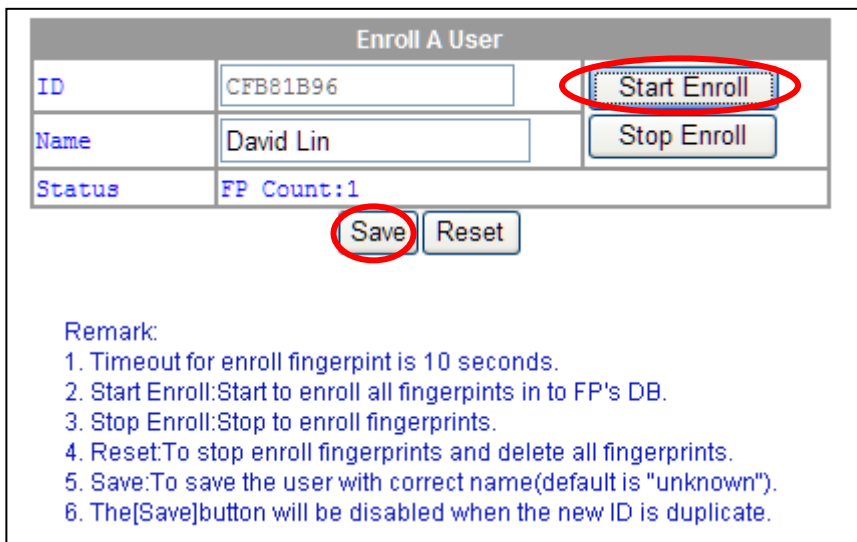 Enroll A User
ID CFB81B96 Start Enroll
Name David Lin Stop Enroll
Status FP Count:1
Save Reset
Remark:
1. Timeout for enroll fingerpint is 10 seconds.
2. Start Enroll:Start to enroll all fingerpints in to FP's DB.
3. Stop Enroll:Stop to enroll fingerprints.
4. Reset:To stop enroll fingerprints and delete all fingerprints.
5. Save:To save the user with correct name(default is "unknown").
6. The[Save]button will be disabled when the new ID is duplicate.